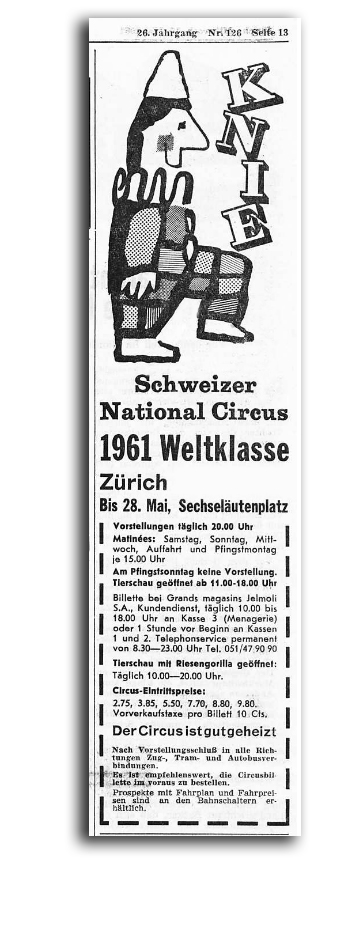 26. Jahrgang Nr. 126 Seite 13
KNIE
Schweizer
National Circus
1961 Weltklasse
Zürich
Bis 28. Mai, Sechseläutenplatz
Vorstellungen täglich 20.00 Uhr
Matinées: Samstag, Sonntag, Mitt-
woch, Auffahrt und Pfingstmontag
je 15.00 Uhr
Am Pfingstsonntag keine Vorstellung.
Tierschau geöffnet ab 11.00-18.00 Uhr
Billette bei Grands magasins Jelmoli
S.A., Kundendienst, täglich 10.00 bis
18.00 Uhr an Kasse 3 (Menagerie)
oder 1 Stunde vor Beginn an Kassen
1 und 2. Telephonservice permanent
von 8.30—23.00 Uhr Tel. 051/47 90 90
Tierschau mit Riesengorilla geöffnet:
Täglich 10.00—20.00 Uhr.
Circus-Eintrittspreise:
2.75, 3.85, 5.50, 7.70, 8.80, 9.80.
Vorverkaufstaxe pro Billett 10 Cts.
Der Circus ist gut geheizt
Nach Vorstellungsschluß in alle Rich-
tungen Zug-, Tram- und Autobusver-
bindungen.
Es ist empfehlenswert, die Circusbil-
lette im voraus zu bestellen.
Prospekte mit Fahrplan und Fahrprei-
sen sind an den Bahnschaltern er-
hältlich.